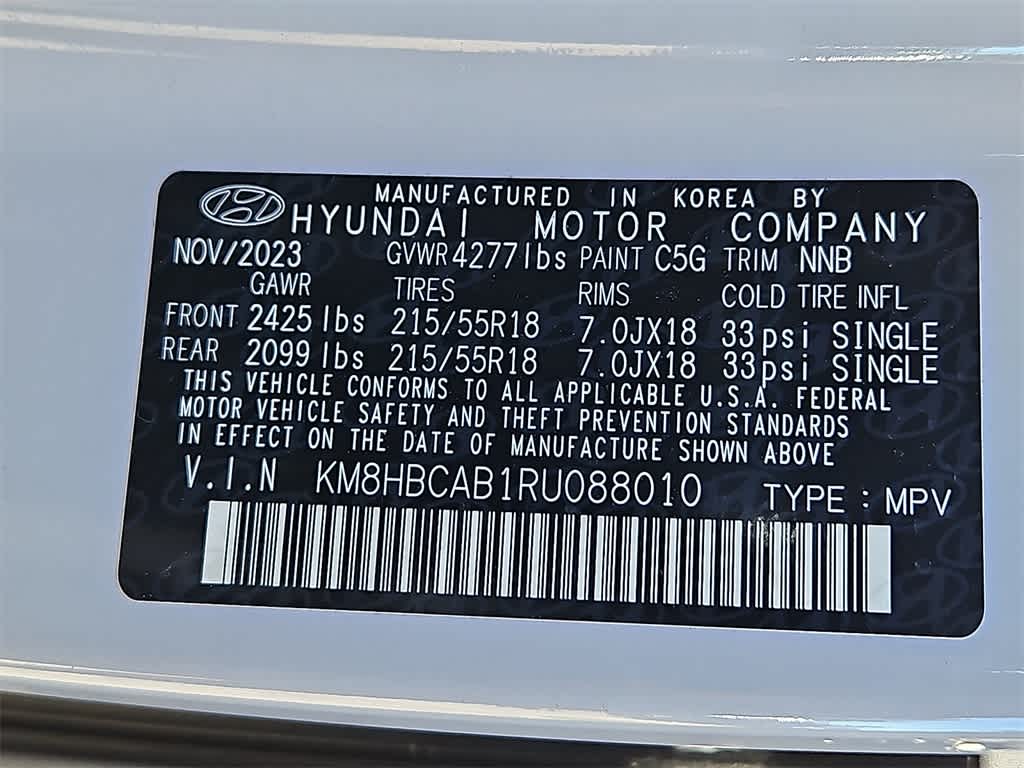 MANUFACTURED IN KOREA BY
HYUNDAI MOTOR COMPANY
NOV/2023 GVWR 4277lbs PAINT C5G TRIM NNB
GAWR TIRES RIMS COLD TIRE INFL
FRONT 2425 lbs 215/55R18 7.0JX18 33psi SINGLE
REAR 2099 lbs 215/55R18 7.0JX18 33psi SINGLE
THIS VEHICLE CONFORMS TO ALL APPLICABLE U.S.A. FEDERAL
MOTOR VEHICLE SAFETY AND THEFT PREVENTION STANDARDS
IN EFFECT ON THE DATE OF MANUFACTURE SHOWN ABOVE
V.I.N KM8HBCAB1RU088010 TYPE : MPV